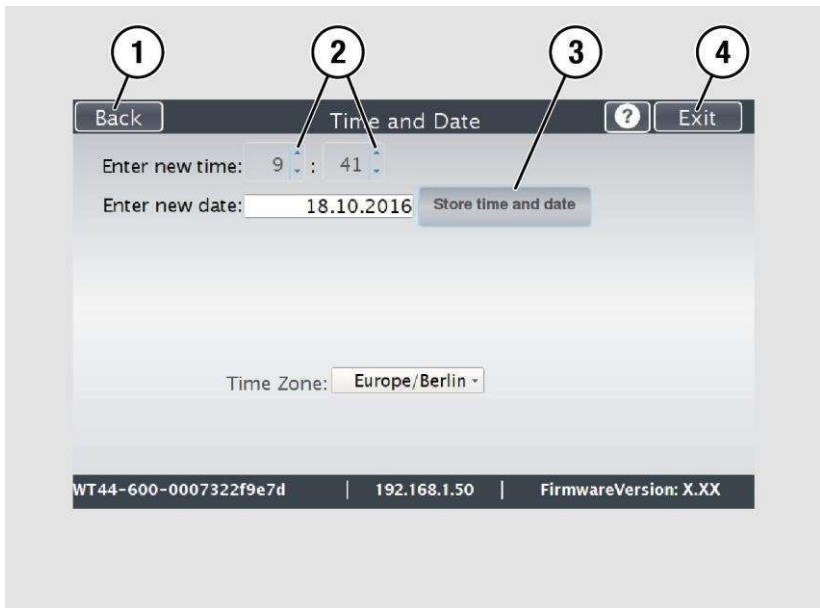 1 2 3 4
Back Time and Date ? Exit
Enter new time: 9 : 41
Enter new date: 18.10.2016 Store time and date
Time Zone: Europe/Berlin
WT44-600-0007322f9e7d | 192.168.1.50 | FirmwareVersion: X.XX